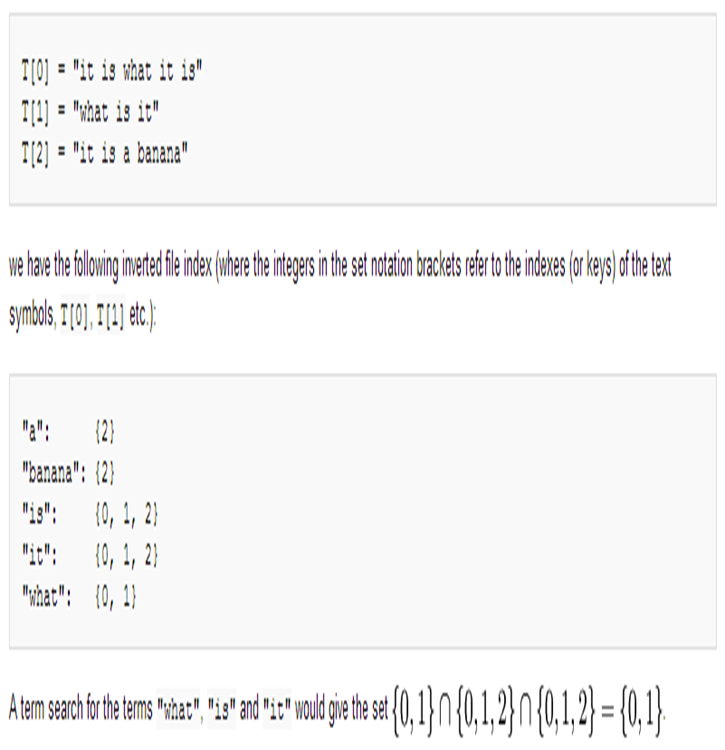 T[0] = "it is what it is"
T[1] = "what is it"
T[2] = "it is a banana"
we have the following inverted file index (where the integers in the set notation brackets refer to the indexes (or keys) of the text
symbols, T[0], T[1] etc.):
"a": {2}
"banana": {2}
"is": {0, 1, 2}
"it": {0, 1, 2}
"what": {0, 1}
A term search for the terms "what", "is" and "it" would give the set {0,1}∩{0,1,2}∩{0,1,2}={0,1}.